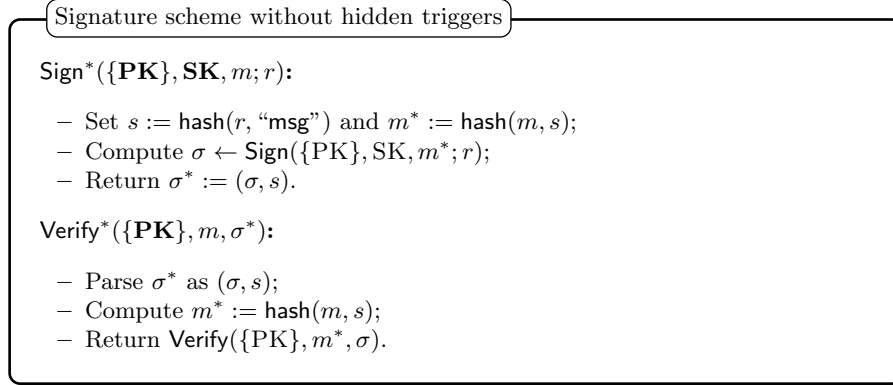 Signature scheme without hidden triggers
Sign*({PK}, SK, m; r):
– Set s := hash(r, “msg”) and m* := hash(m, s);
– Compute σ ← Sign({PK}, SK, m*; r);
– Return σ* := (σ, s).
Verify*({PK}, m, σ*):
– Parse σ* as (σ, s);
– Compute m* := hash(m, s);
– Return Verify({PK}, m*, σ).